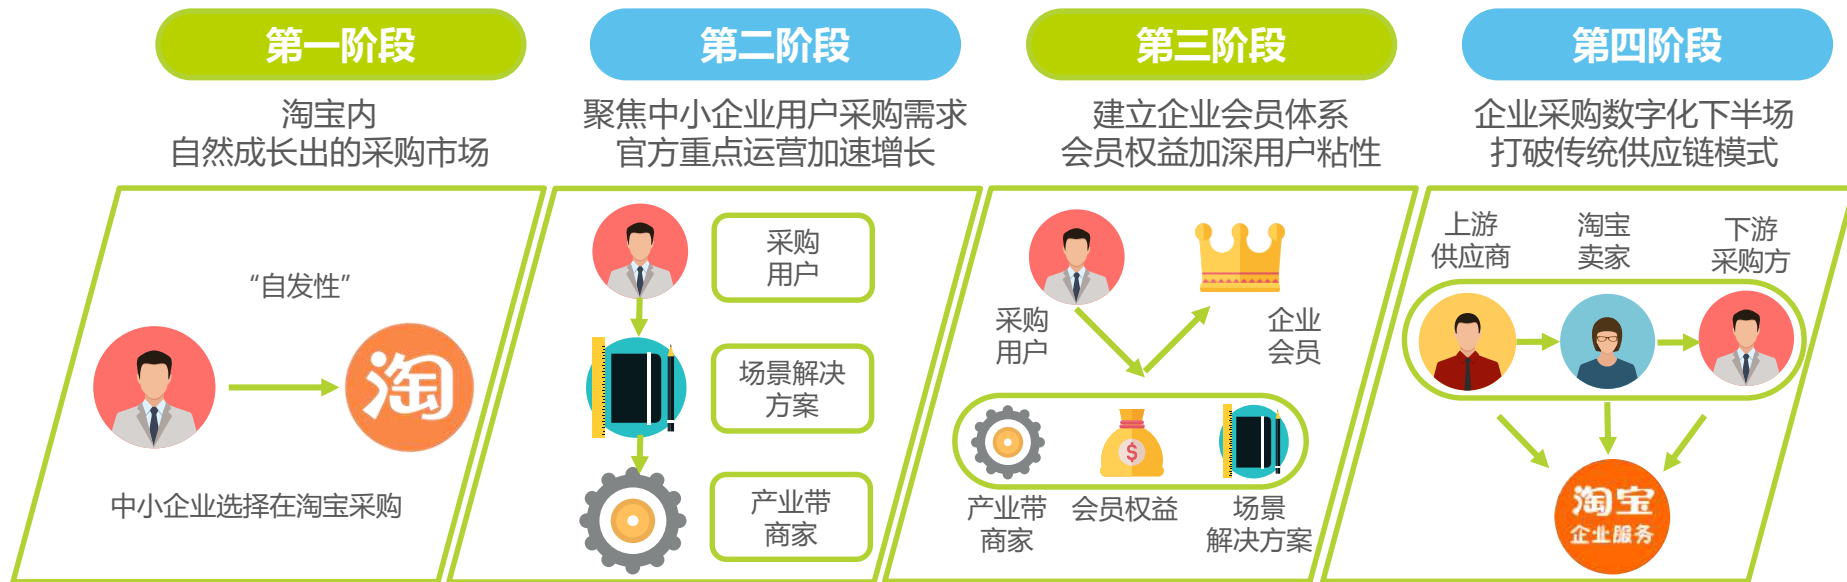 第一阶段
淘宝内
自然成长出的采购市场
“自发性”
淘
中小企业选择在淘宝采购
第二阶段
聚焦中小企业用户采购需求
官方重点运营加速增长
采购
用户
场景解决
方案
产业带
商家
第三阶段
建立企业会员体系
会员权益加深用户粘性
采购
用户
企业
会员
$
产业带
商家
会员权益
场景
解决方案
第四阶段
企业采购数字化下半场
打破传统供应链模式
上游
供应商
淘宝
卖家
下游
采购方
淘宝
企业服务